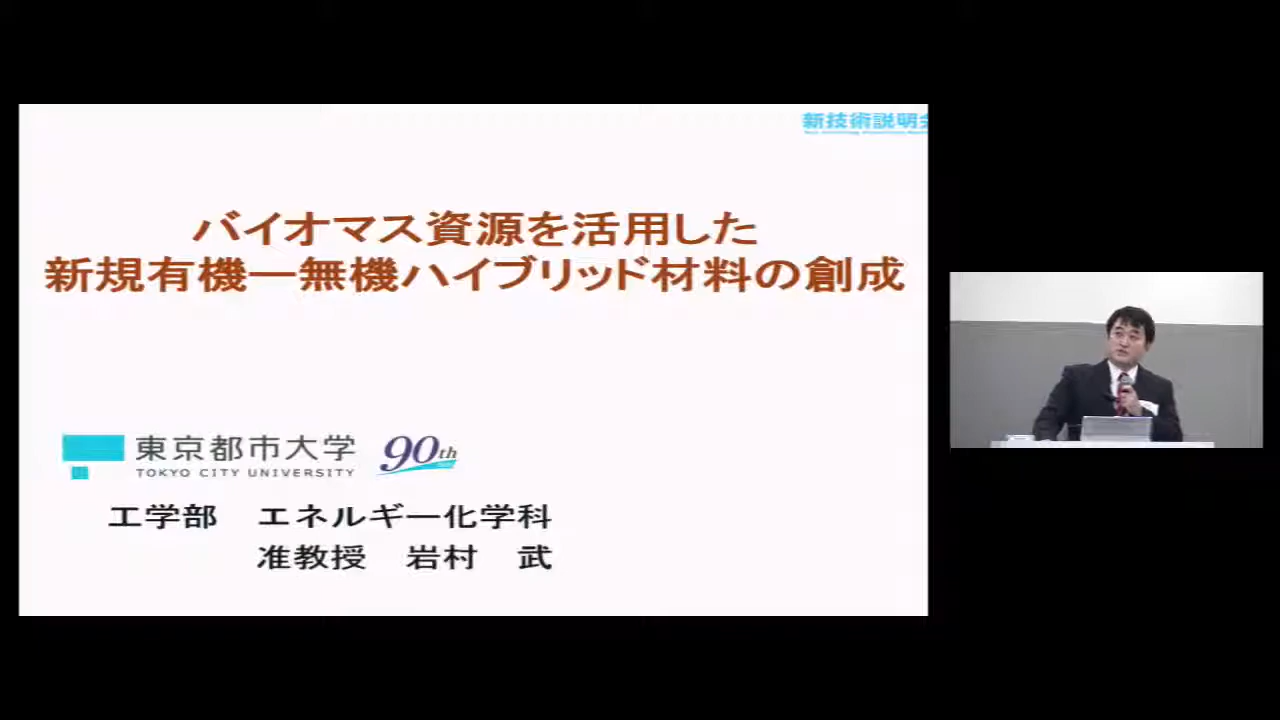 新技術説明
バイオマス資源を活用した
新規有機―無機ハイブリッド材料の創成
東京都市大学 90th
TOKYO CITY UNIVERSITY
工学部 エネルギー化学科
准教授 岩村 武